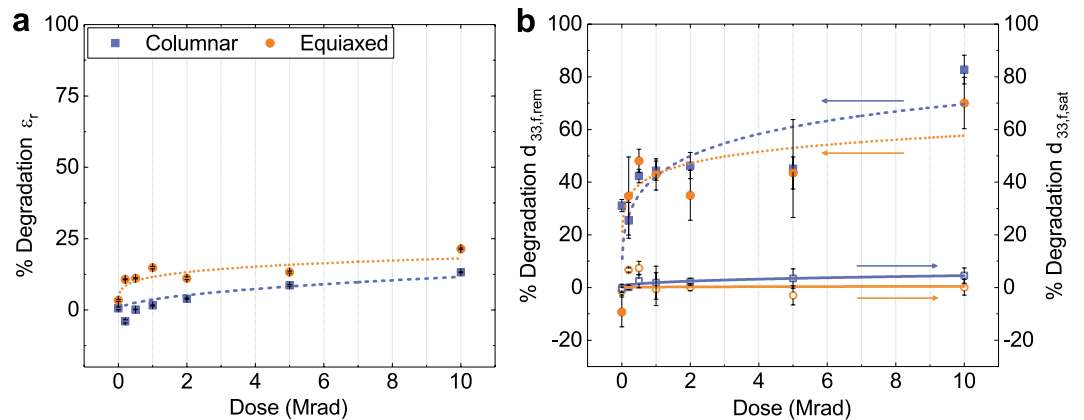 a
100
75
50
25
0
% Degradation εr
Columnar
Equiaxed
0 2 4 6 8 10
Dose (Mrad)
b
100
80
60
40
20
0
-20
% Degradation d33,f,rem
100
80
60
40
20
0
-20
% Degradation d33,f,sat
0 2 4 6 8 10
Dose (Mrad)